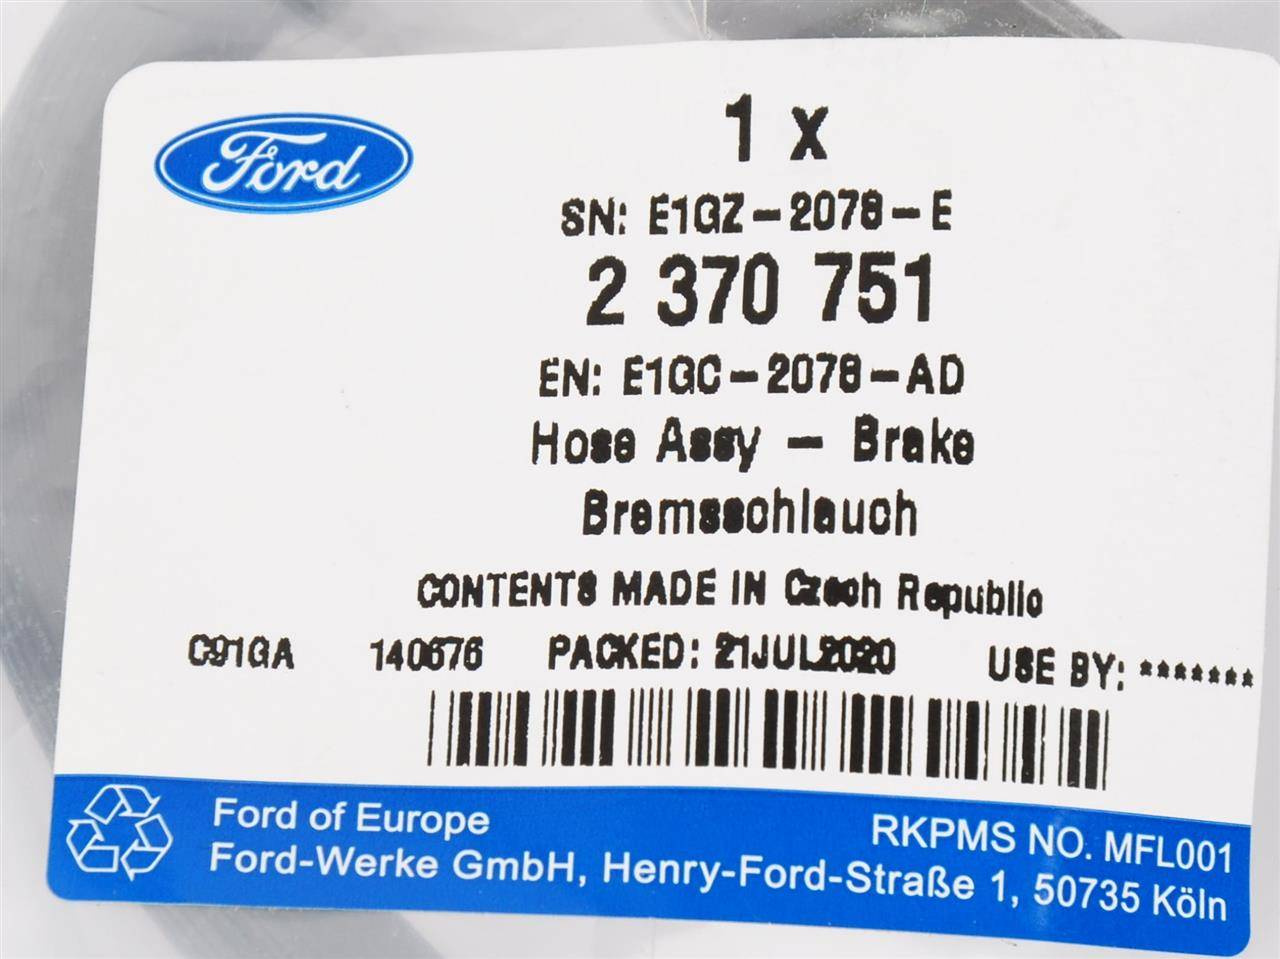 Ford
1 x
SN: E1GZ-2078-E
2 370 751
EN: E1GC-2078-AD
Hose Assy - Brake
Bremsschlauch
CONTENTS MADE IN Czech Republic
C91GA 140676 PACKED: 21JUL2020 USE BY: *******
Ford of Europe
Ford-Werke GmbH, Henry-Ford-Straße 1, 50735 Köln
RKPMS NO. MFL001